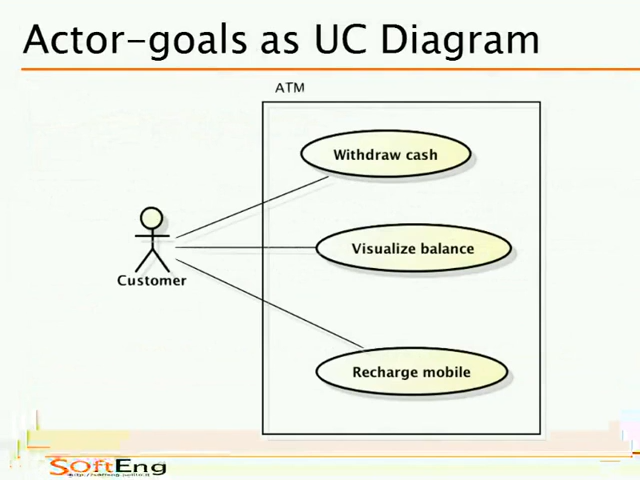 Actor-goals as UC Diagram
ATM
Withdraw cash
Visualize balance
Customer
Recharge mobile
SOftEng